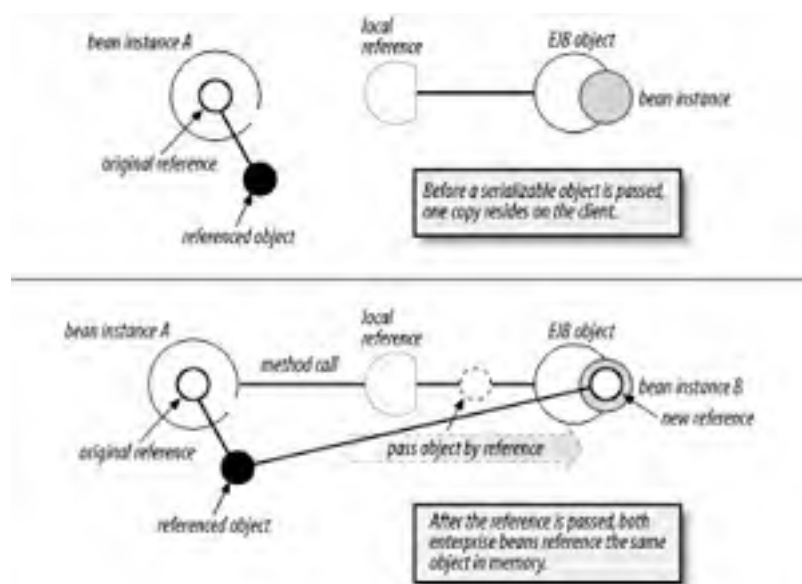 bean instance A
local
reference
EJB object
bean instance
original reference
referenced object
Before a serializable object is passed,
one copy resides on the client.
bean instance A
local
reference
EJB object
method call
bean instance B
new reference
original reference
pass object by reference
referenced object
After the reference is passed, both
enterprise beans reference the same
object in memory.